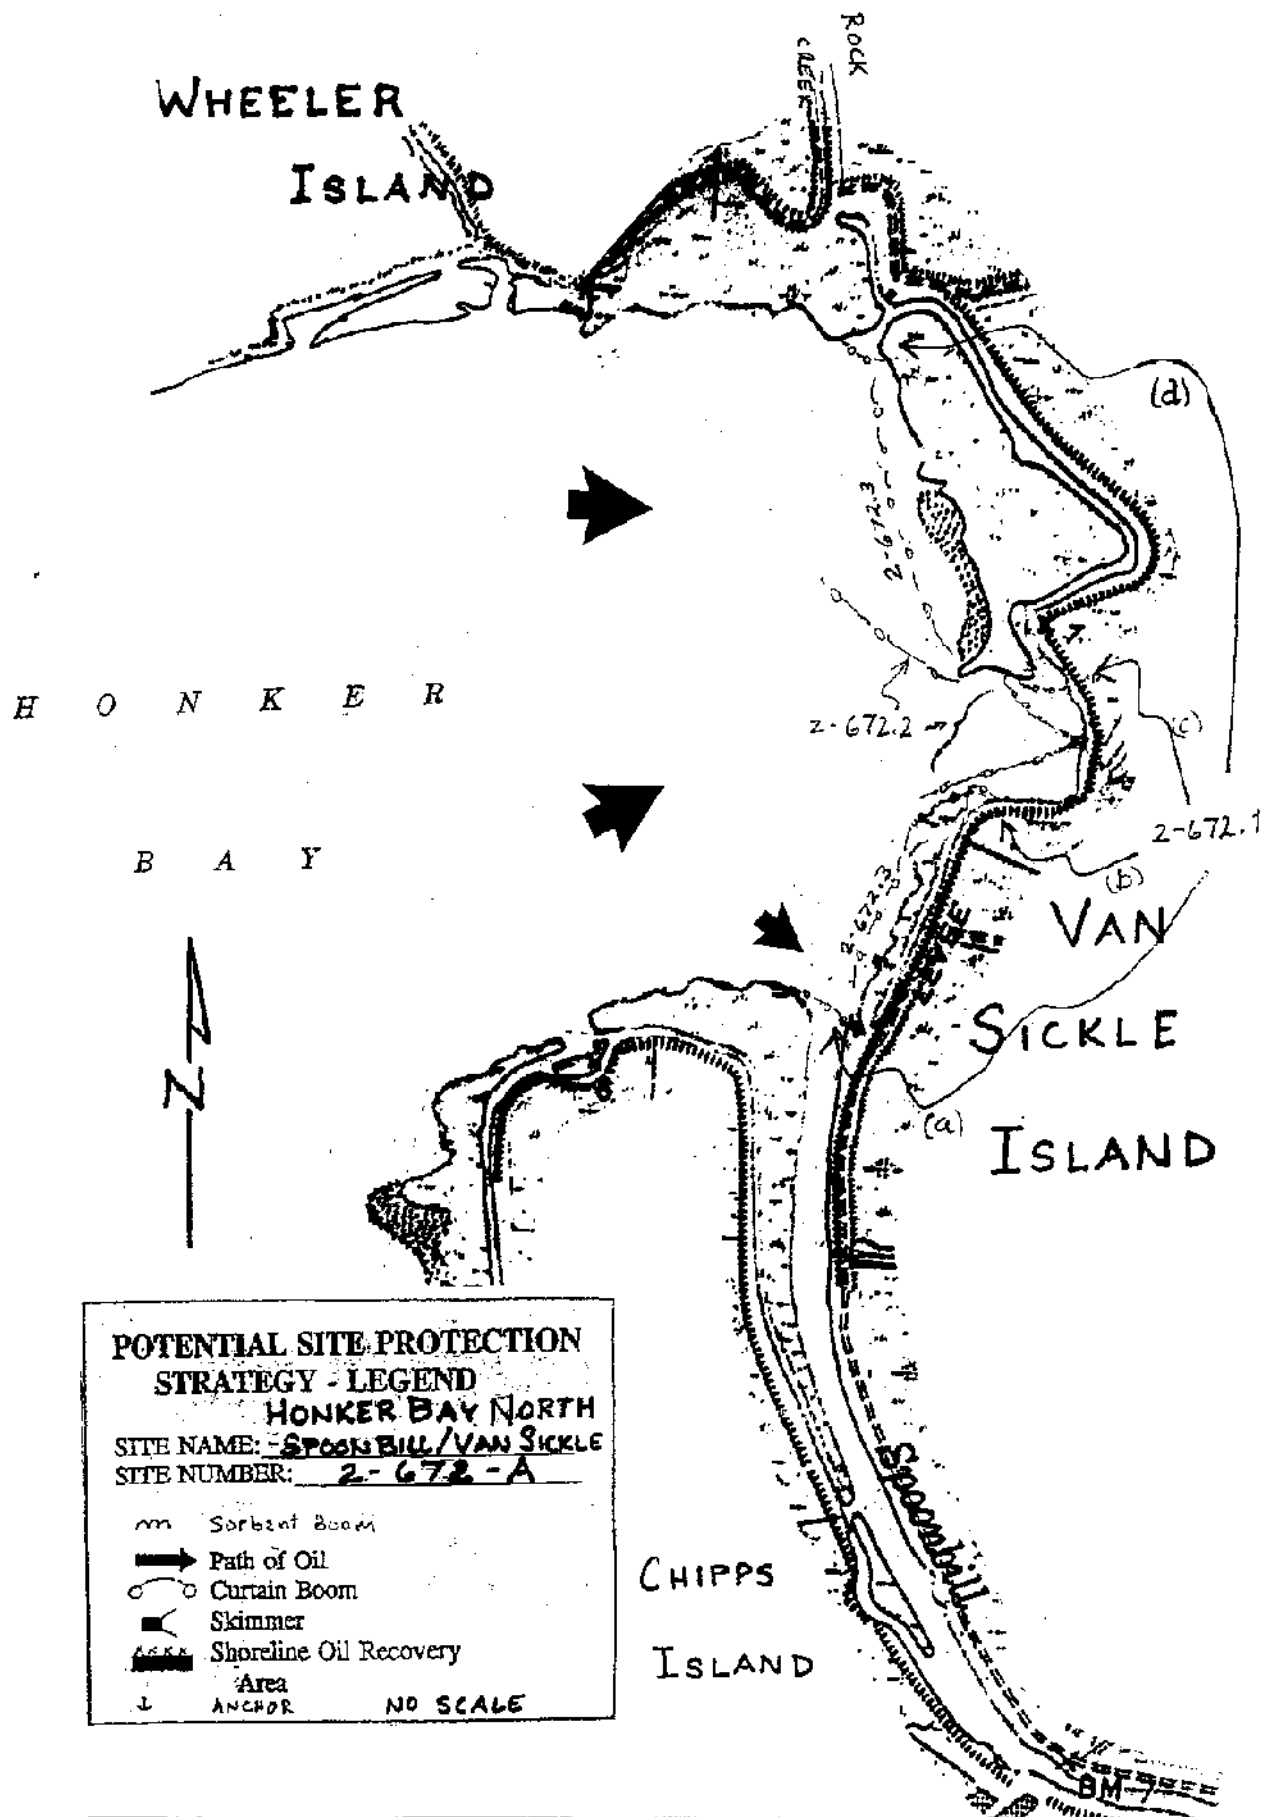 ROCK
CREEK
WHEELER
ISLAND
(d)
2-672.3
HONKER
2-672.2
(c)
2-672.1
BAY
(b)
2-672.3
LEVEE
VAN
SICKLE
ISLAND
N
(a)
POTENTIAL SITE PROTECTION
STRATEGY - LEGEND
HONKER BAY NORTH
SITE NAME: SPOONBILL/VAN SICKLE
SITE NUMBER: 2-672-A
Sorbent Boom
Path of Oil
Curtain Boom
Skimmer
Shoreline Oil Recovery
Area
ANCHOR NO SCALE
Spoonbill
CHIPPS
ISLAND
BM